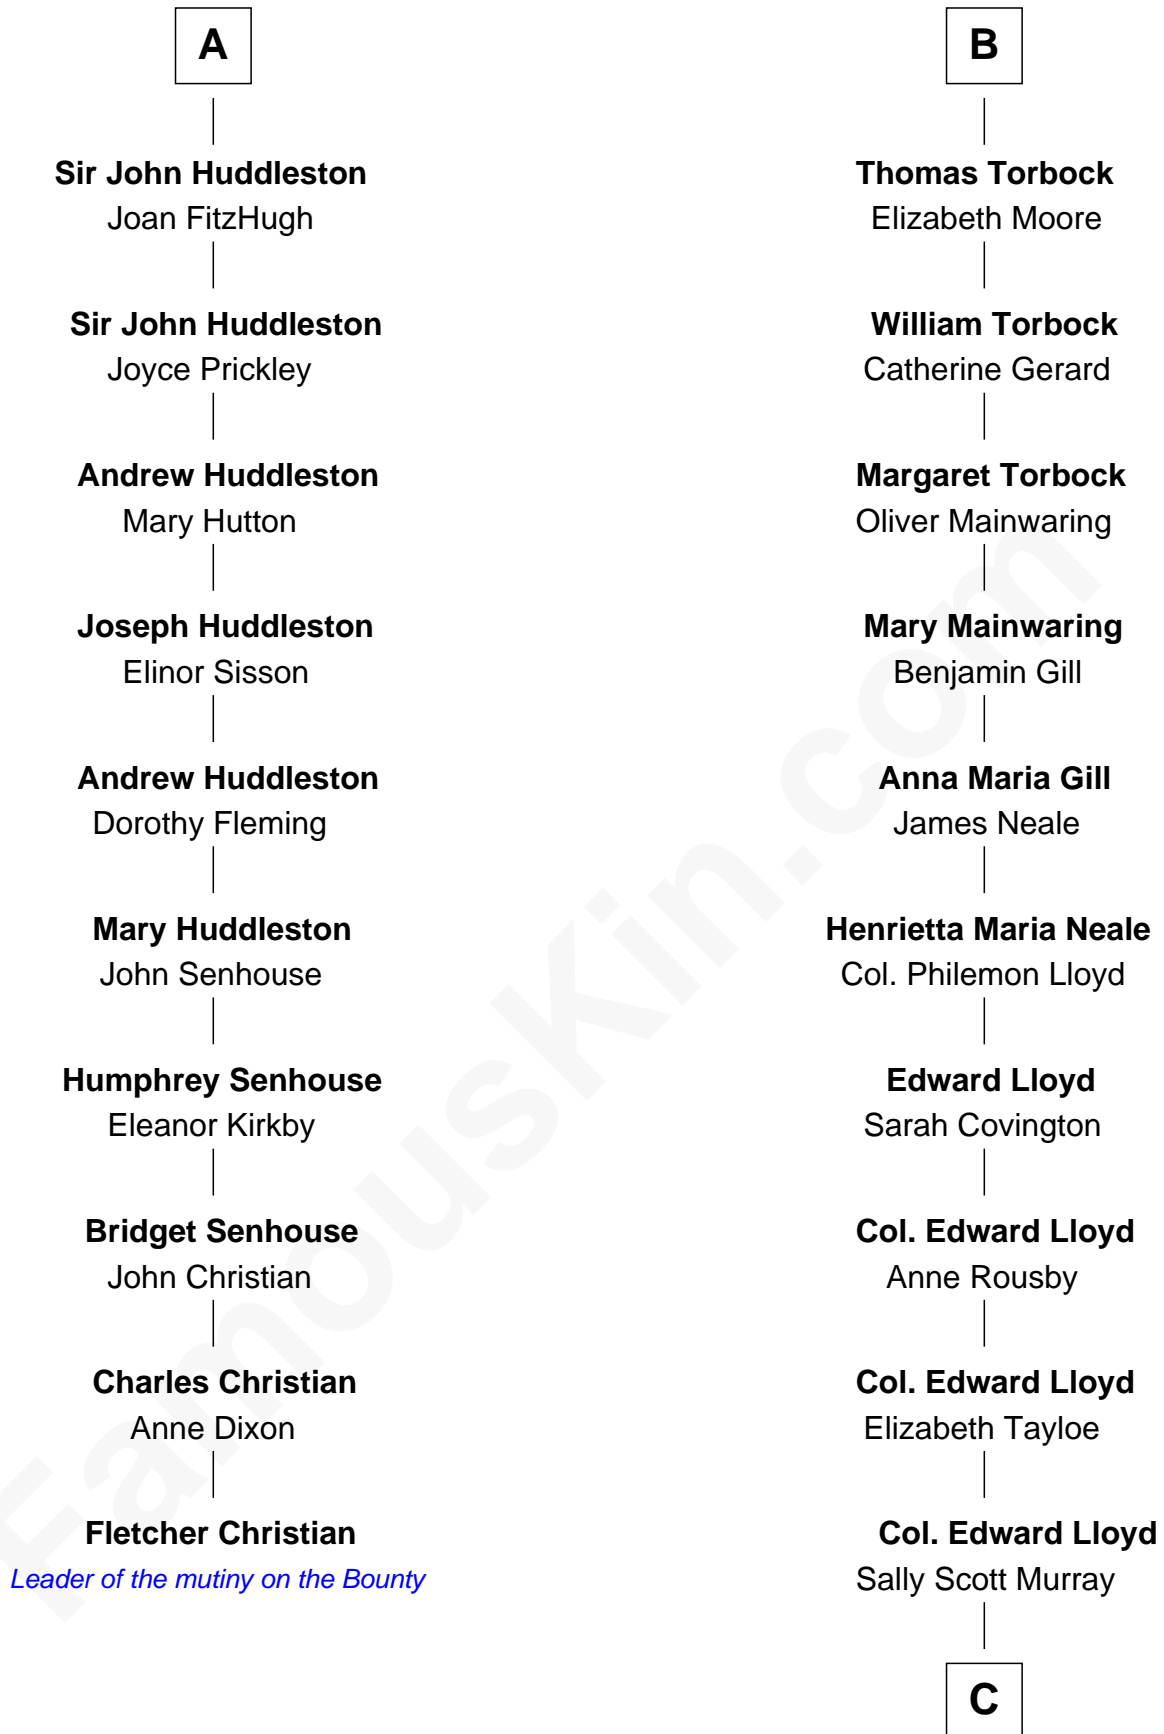 A
Sir John Huddleston
Joan FitzHugh
Sir John Huddleston
Joyce Prickley
Andrew Huddleston
Mary Hutton
Joseph Huddleston
Elinor Sisson
Andrew Huddleston
Dorothy Fleming
Mary Huddleston
John Senhouse
Humphrey Senhouse
Eleanor Kirkby
Bridget Senhouse
John Christian
Charles Christian
Anne Dixon
Fletcher Christian
Leader of the mutiny on the Bounty
B
Thomas Torbock
Elizabeth Moore
William Torbock
Catherine Gerard
Margaret Torbock
Oliver Mainwaring
Mary Mainwaring
Benjamin Gill
Anna Maria Gill
James Neale
Henrietta Maria Neale
Col. Philemon Lloyd
Edward Lloyd
Sarah Covington
Col. Edward Lloyd
Anne Rousby
Col. Edward Lloyd
Elizabeth Tayloe
Col. Edward Lloyd
Sally Scott Murray
C
FamousKin.com